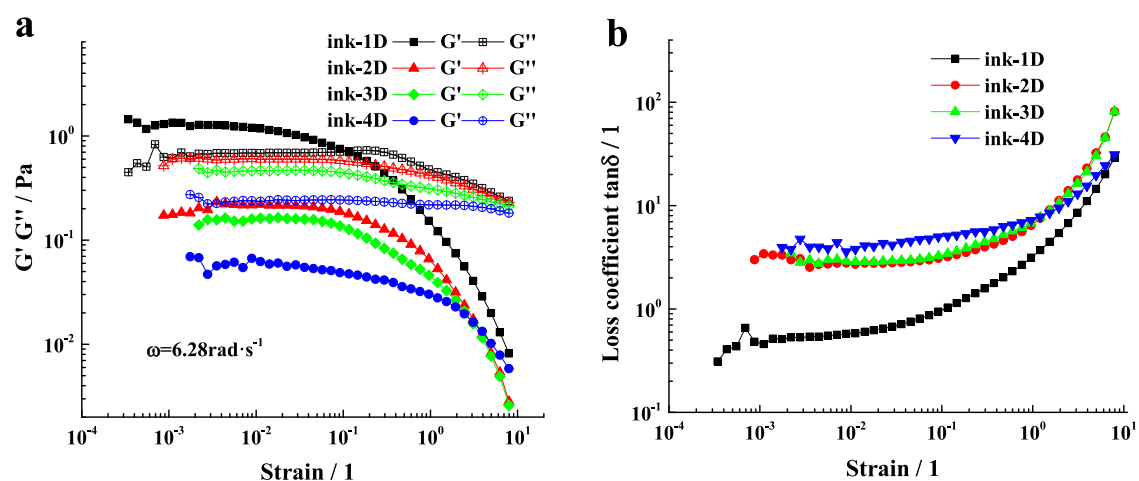 a
ink-1D G' G''
ink-2D G' G''
ink-3D G' G''
ink-4D G' G''
10⁰
10⁻¹
10⁻²
G' G'' / Pa
ω=6.28rad·s⁻¹
10⁻⁴ 10⁻³ 10⁻² 10⁻¹ 10⁰ 10¹
Strain / 1
b
ink-1D
ink-2D
ink-3D
ink-4D
10²
10¹
10⁰
10⁻¹
Loss coefficient tanδ / 1
10⁻⁴ 10⁻³ 10⁻² 10⁻¹ 10⁰ 10¹
Strain / 1